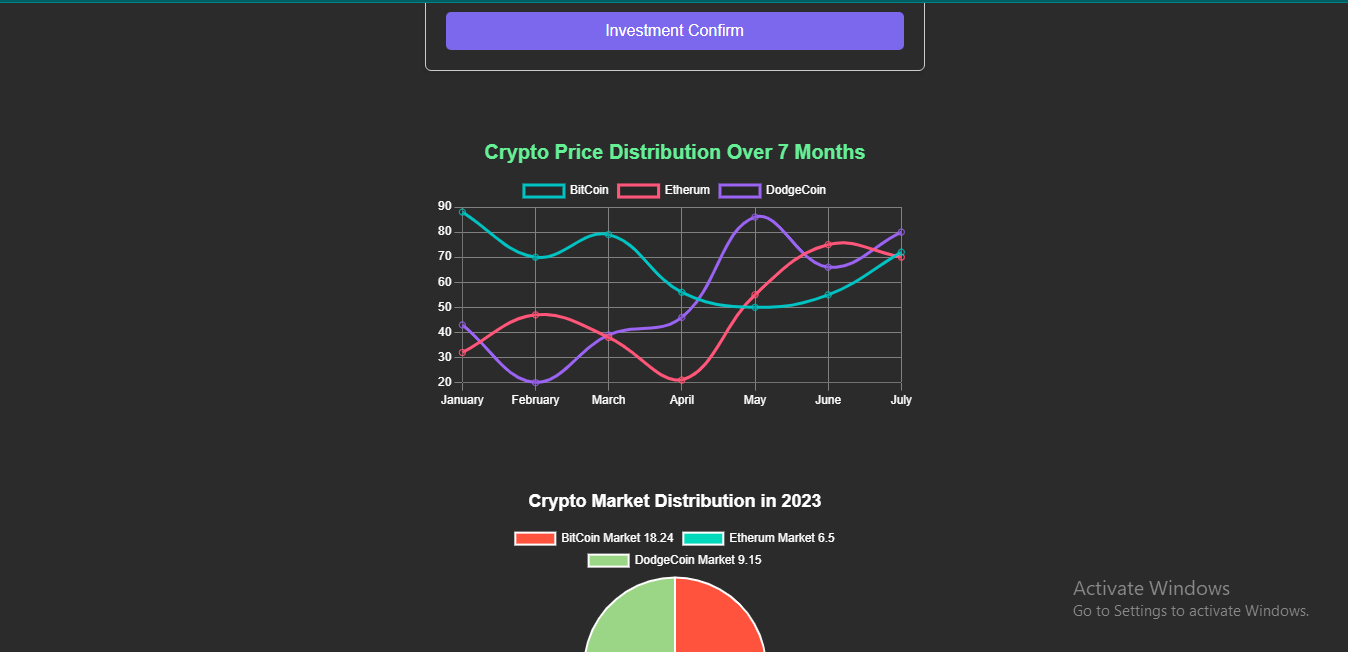 Investment Confirm
Crypto Price Distribution Over 7 Months
BitCoin Etherum DodgeCoin
90
80
70
60
50
40
30
20
January February March April May June July
Crypto Market Distribution in 2023
BitCoin Market 18.24 Etherum Market 6.5
DodgeCoin Market 9.15
Activate Windows
Go to Settings to activate Windows.